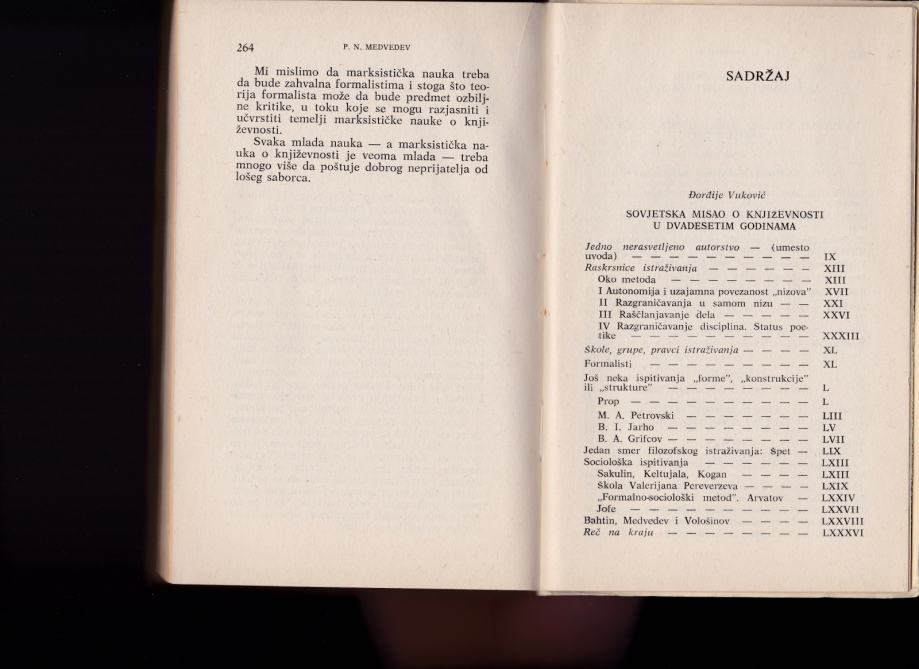 264
P. N. MEDVEDEV
Mi mislimo da marksistička nauka treba
da bude zahvalna formalistima i stoga što teo-
rija formalista može da bude predmet ozbilj-
ne kritike, u toku koje se mogu razjasniti i
učvrstiti temelji marksističke nauke o knji-
ževnosti.
Svaka mlada nauka — a marksistička na-
uka o književnosti je veoma mlada — treba
mnogo više da poštuje dobrog neprijatelja od
lošeg saborca.
SADRŽAJ
Đorđije Vuković
SOVJETSKA MISAO O KNJIŽEVNOSTI
U DVADESETIM GODINAMA
Jedno nerasvetljeno autorstvo — (umesto
uvoda) — — — — — — — — — — IX
Raskrsnice istraživanja — — — — — — XIII
Oko metoda — — — — — — — — XIII
I Autonomija i uzajamna povezanost „nizova" XVII
II Razgraničavanja u samom nizu — — XXI
III Raščlanjavanje dela — — — — — XXVI
IV Razgraničavanje disciplina. Status poe-
tike — — — — — — — — — — XXXIII
Škole, grupe, pravci istraživanja — — — — XL
Formalisti — — — — — — — — — — XL
Još neka ispitivanja „forme", „konstrukcije"
ili „strukture" — — — — — — — — — L
Prop — — — — — — — — — — L
M. A. Petrovski — — — — — — — LIII
B. I. Jarho — — — — — — — — LV
B. A. Grifcov — — — — — — — — LVII
Jedan smer filozofskog istraživanja: Špet — LIX
Sociološka ispitivanja — — — — — — LXIII
Sakulin, Keltujala, Kogan — — — — LXIII
Škola Valerijana Pereverzeva — — — — LXIX
„Formalno-sociološki metod". Arvatov — LXXIV
Jofe — — — — — — — — — — LXXVII
Bahtin, Medvedev i Vološinov — — — — LXXVIII
Reč na kraju — — — — — — — — LXXXVI